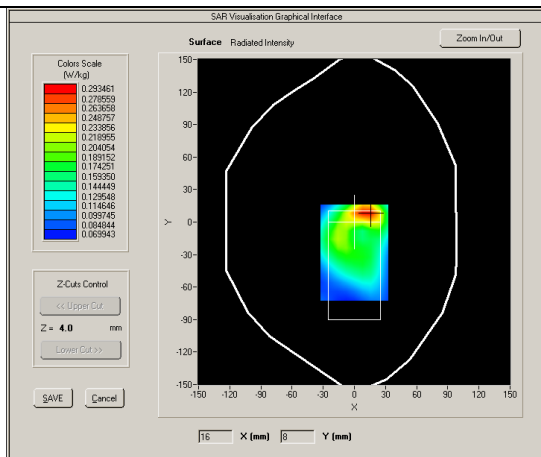 SAR Visualisation Graphical Interface
Surface Radiated Intensity
Zoom In/Out
Colors Scale
(W/kg)
0.293461
0.278559
0.263658
0.248757
0.233856
0.218955
0.204054
0.189152
0.174251
0.159350
0.144449
0.129548
0.114646
0.099745
0.084844
0.069943
Z-Cuts Control
<< Upper Cut
Z = 4.0 mm
Lower Cut >>
SAVE
Cancel
150
120
90
60
30
0
-30
-60
-90
-120
-150
Y
-150 -120 -90 -60 -30 0 30 60 90 120 150
X
16 X (mm) 8 Y (mm)